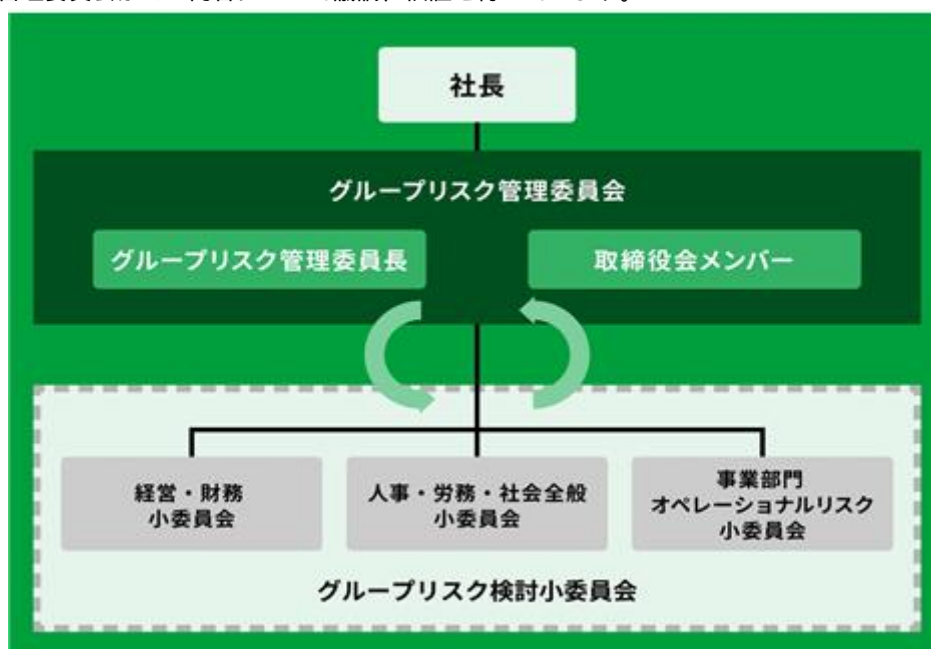 社長
グループリスク管理委員会
グループリスク管理委員長
取締役会メンバー
経営・財務
小委員会
人事・労務・社会全般
小委員会
事業部門
オペレーショナルリスク
小委員会
グループリスク検討小委員会